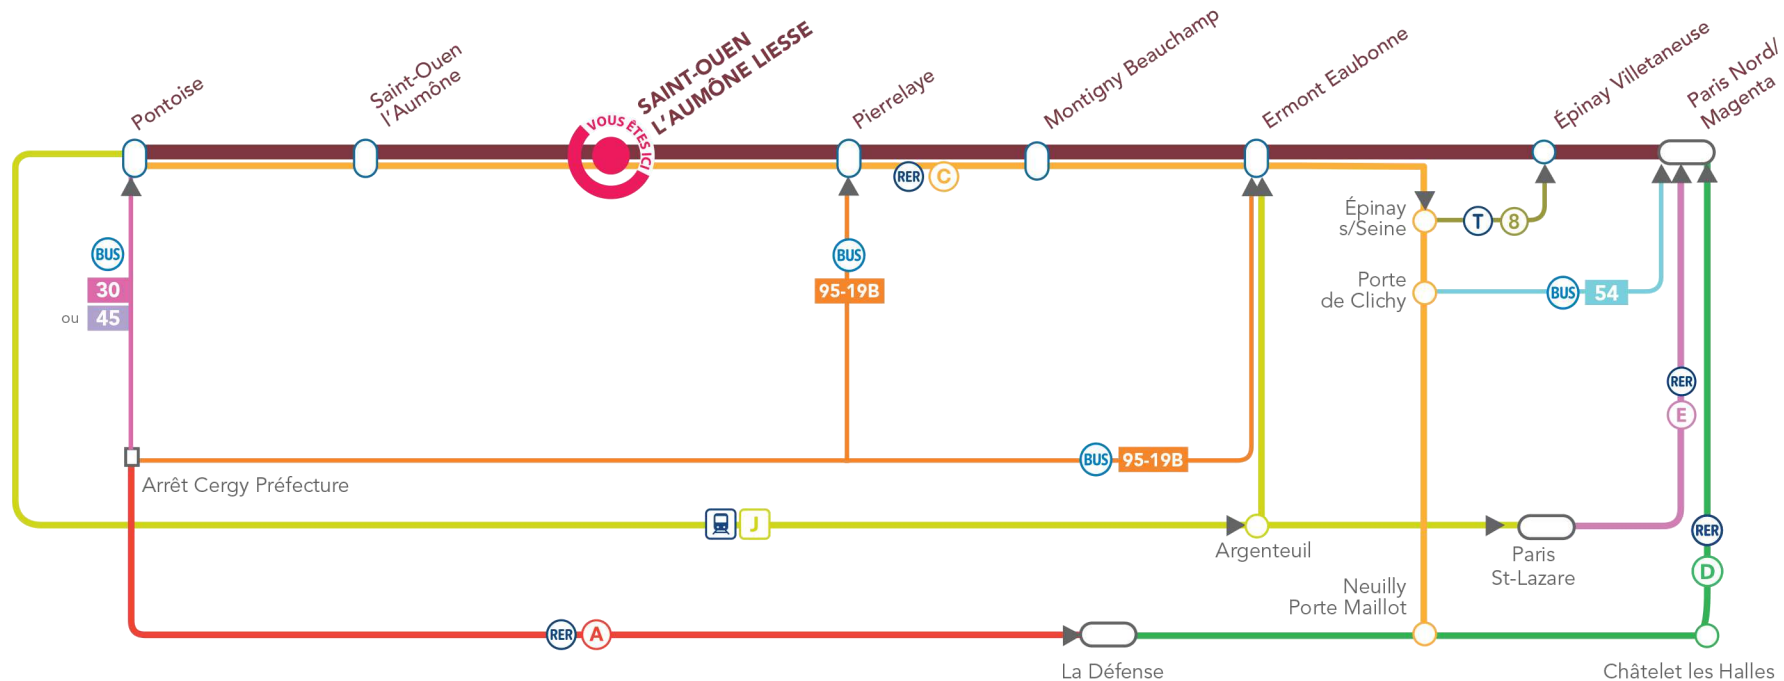 Pontoise
Saint-Ouen
l'Aumône
SAINT-OUEN
L'AUMÔNE LIESSE
VOUS ÊTES ICI
Pierrelaye
Montigny Beauchamp
Ermont Eaubonne
Épinay Villetaneuse
Paris Nord/
Magenta
RER C
Épinay
s/Seine
T 8
BUS
30
ou 45
BUS
95-19B
Porte
de Clichy
BUS 54
RER
E
BUS 95-19B
Arrêt Cergy Préfecture
J
Argenteuil
Paris
St-Lazare
RER
D
Neuilly
Porte Maillot
RER A
La Défense
Châtelet les Halles